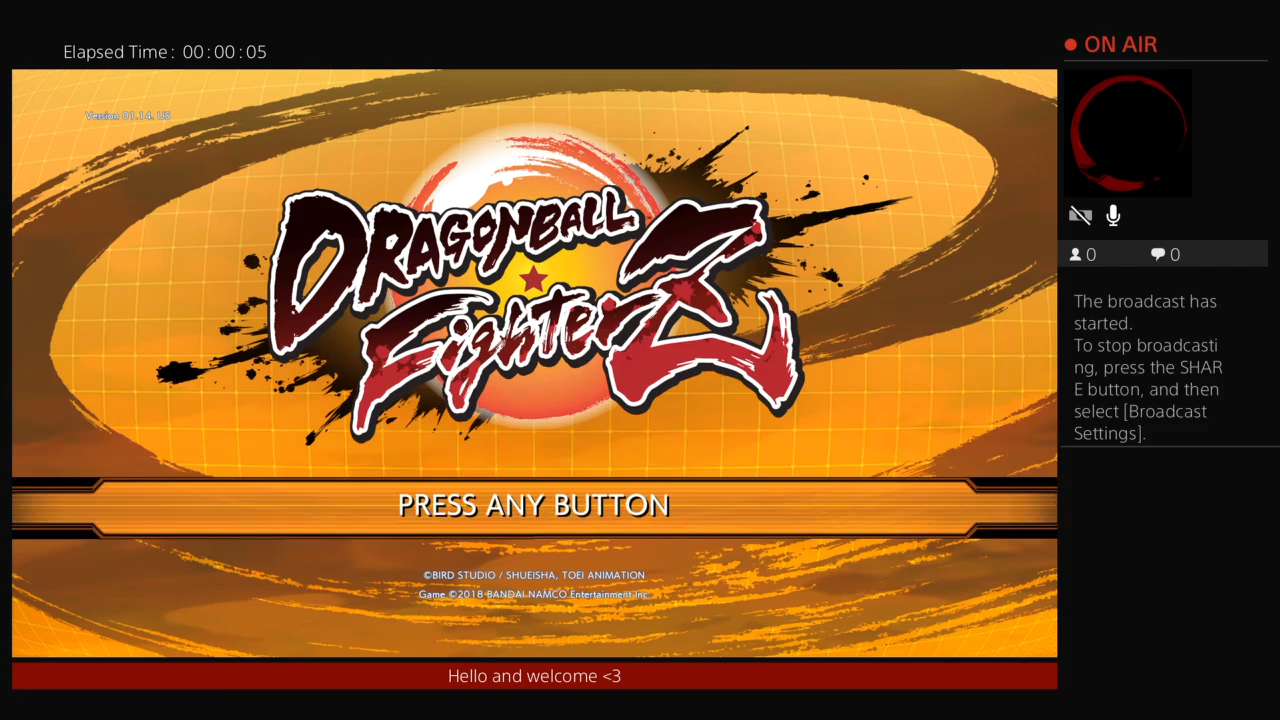 Elapsed Time: 00:00:05
ON AIR
Version 01.14. US
DRAGONBALL
FighterZ
0 0
The broadcast has
started.
To stop broadcasti
ng, press the SHAR
E button, and then
select [Broadcast
Settings].
PRESS ANY BUTTON
©BIRD STUDIO / SHUEISHA, TOEI ANIMATION
Game ©2018 BANDAI NAMCO Entertainment Inc.
Hello and welcome <3